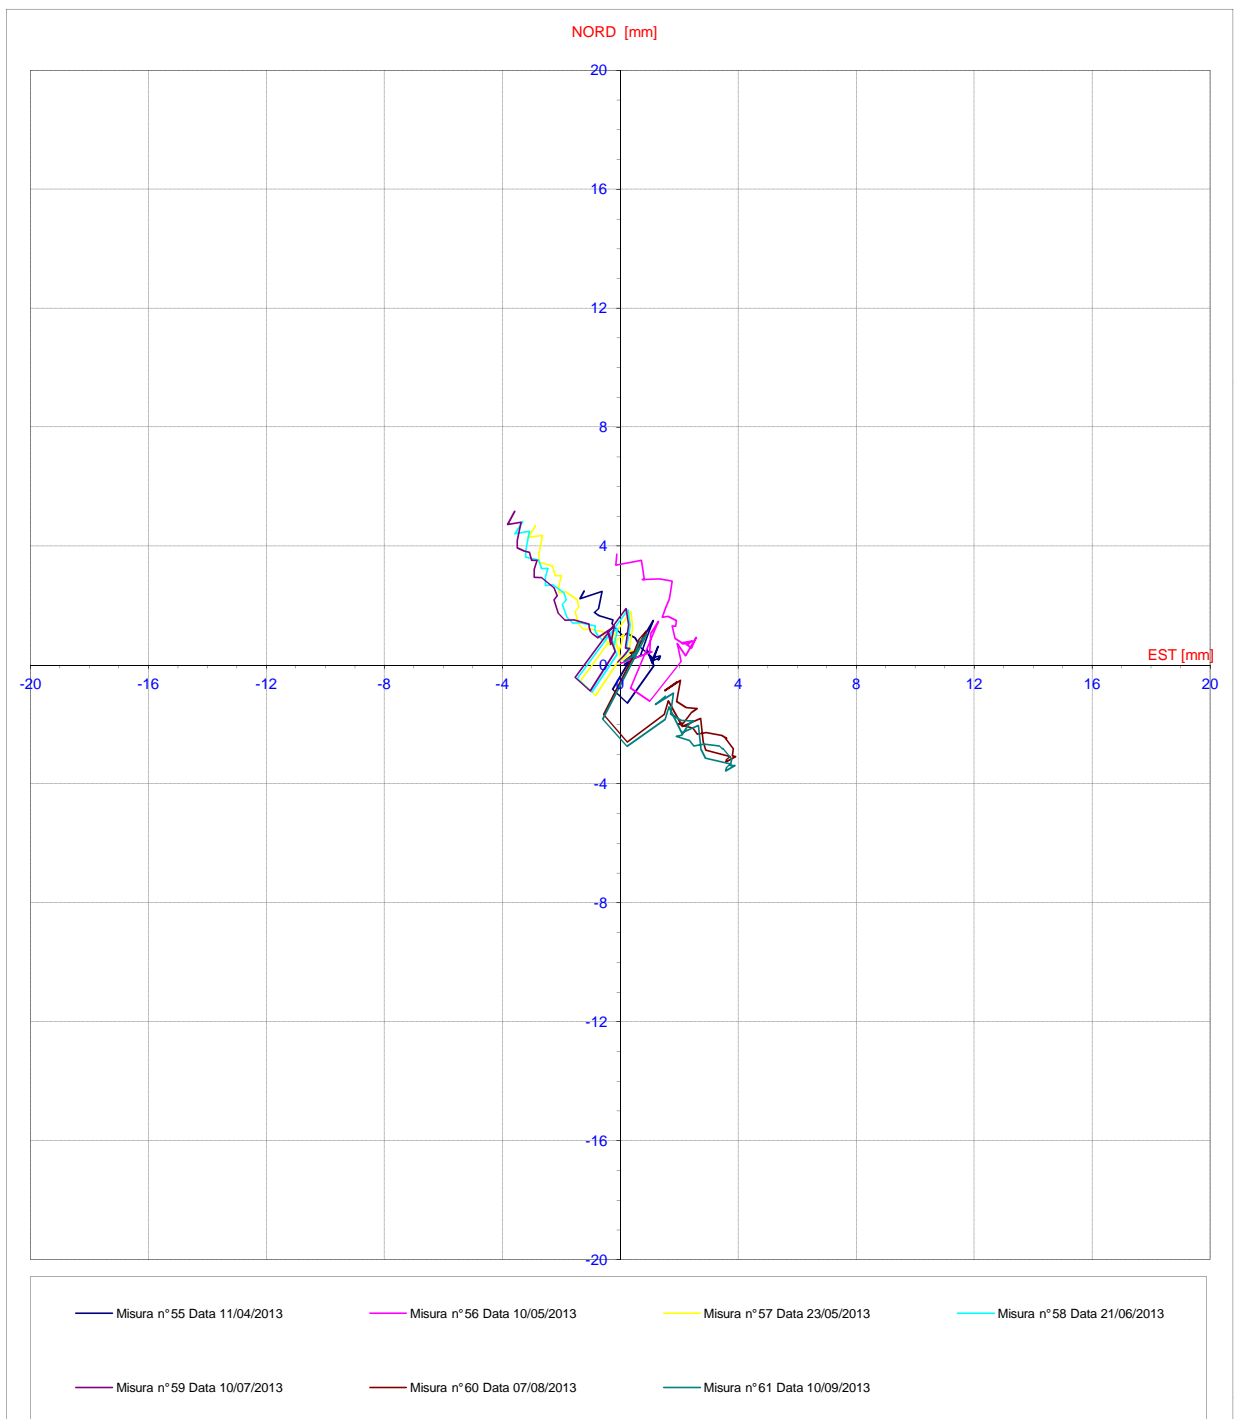 NORD [mm]
20
16
12
8
4
EST [mm]
0
-20 -16 -12 -8 -4 0 4 8 12 16 20
-4
-8
-12
-16
-20
Misura n°55 Data 11/04/2013 Misura n°56 Data 10/05/2013 Misura n°57 Data 23/05/2013 Misura n°58 Data 21/06/2013
Misura n°59 Data 10/07/2013 Misura n°60 Data 07/08/2013 Misura n°61 Data 10/09/2013